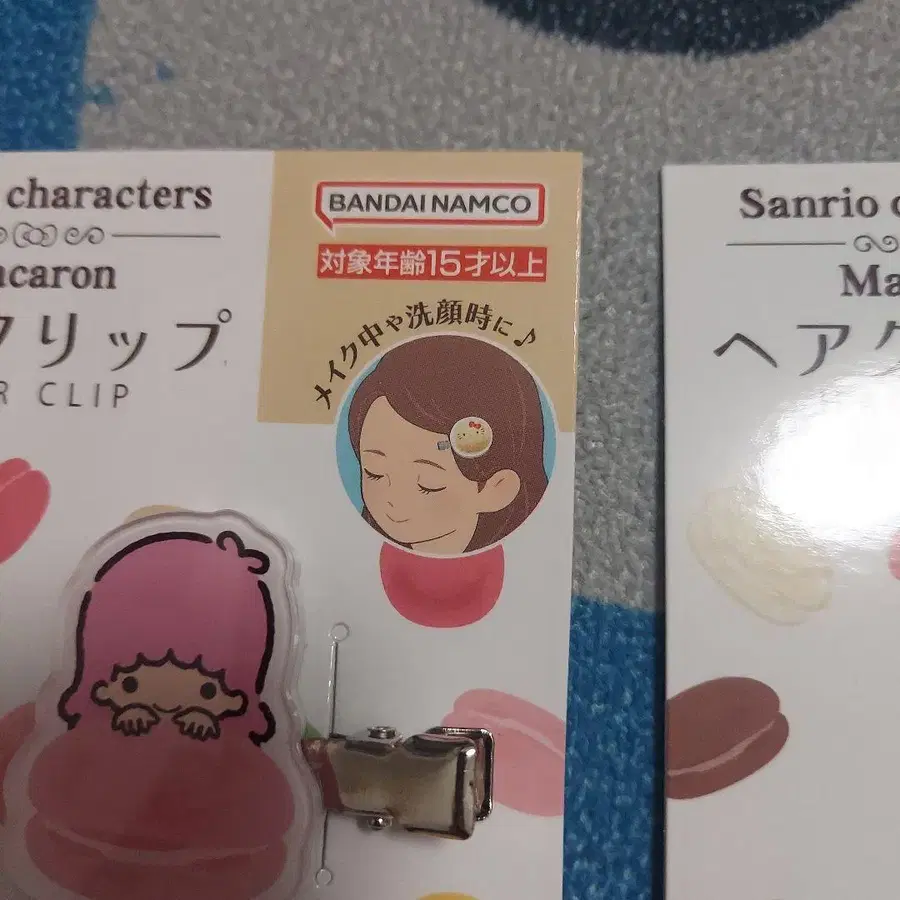 characters
caron
クリップ
R CLIP
BANDAI NAMCO
対象年齢15才以上
メイク中や洗顔時に♪
Sanrio c
Ma
ヘアク